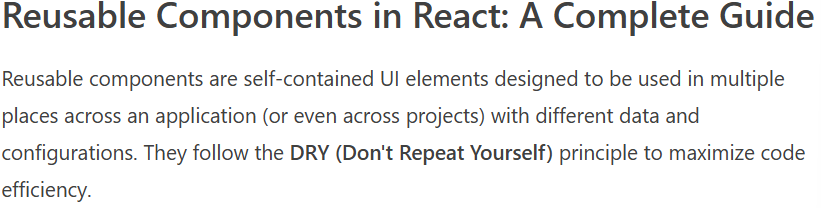 Reusable Components in React: A Complete Guide
Reusable components are self-contained UI elements designed to be used in multiple
places across an application (or even across projects) with different data and
configurations. They follow the DRY (Don't Repeat Yourself) principle to maximize code
efficiency.